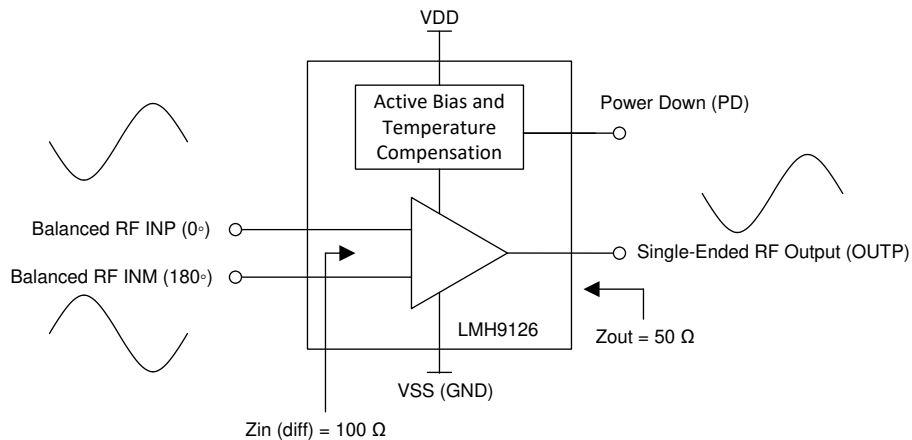 VDD
Active Bias and
Temperature
Compensation
Power Down (PD)
Balanced RF INP (0◦)
Single-Ended RF Output (OUTP)
Balanced RF INM (180◦)
LMH9126
Zout = 50 Ω
VSS (GND)
Zin (diff) = 100 Ω